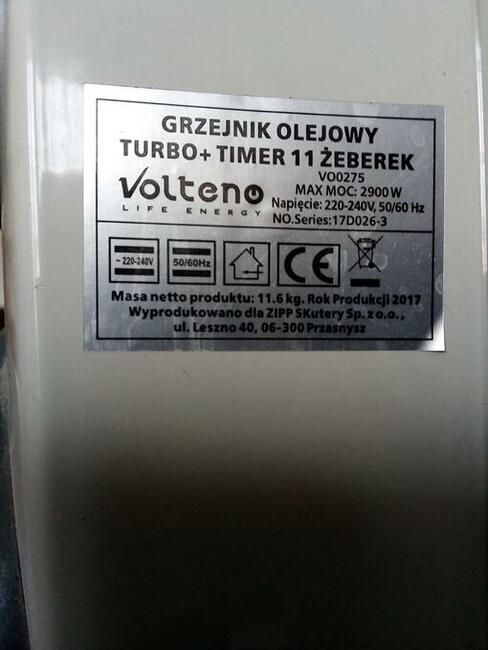 GRZEJNIK OLEJOWY
TURBO+ TIMER 11 ŻEBEREK
VO0275
Volteno
LIFE ENERGY
MAX MOC: 2900 W
Napięcie: 220-240V, 50/60 Hz
NO.Series:17D026-3
~ 220-240V
50/60Hz
CE
Masa netto produktu: 11.6 kg. Rok Produkcji 2017
Wyprodukowano dla ZIPP SKutery Sp. z o.o.,
ul. Leszno 40, 06-300 Przasnysz